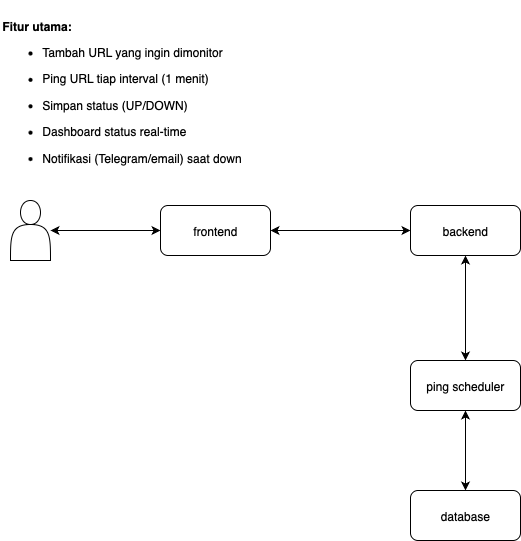 Fitur utama:
• Tambah URL yang ingin dimonitor
• Ping URL tiap interval (1 menit)
• Simpan status (UP/DOWN)
• Dashboard status real-time
• Notifikasi (Telegram/email) saat down
frontend
backend
ping scheduler
database